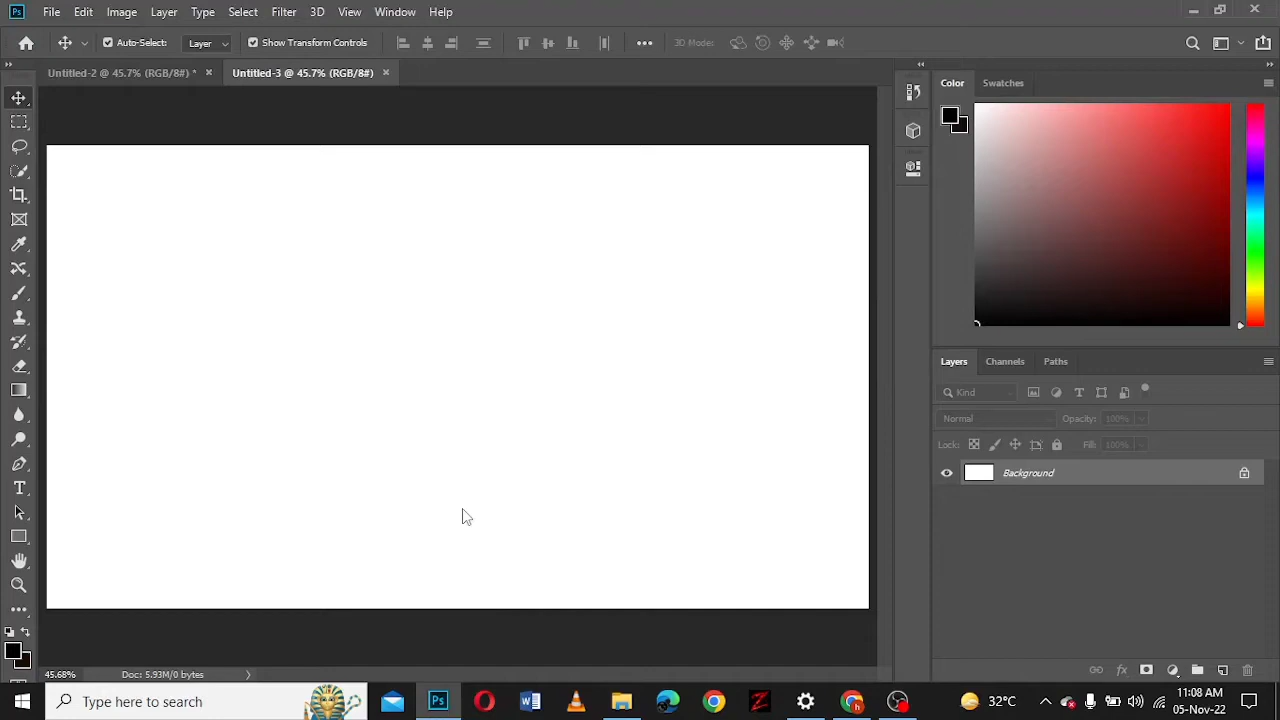 Ps File Edit Image Layer Type Select Filter 3D View Window Help
Auto-Select: Layer Show Transform Controls 3D Mode:
Untitled-2 @ 45.7% (RGB/8#) * Untitled-3 @ 45.7% (RGB/8#)
Color Swatches
Layers Channels Paths
Kind
Normal Opacity: 100%
Lock: Fill: 100%
Background
45.68% Doc: 5.93M/0 bytes
Type here to search
Ps
W
32°C
11:08 AM
05-Nov-22